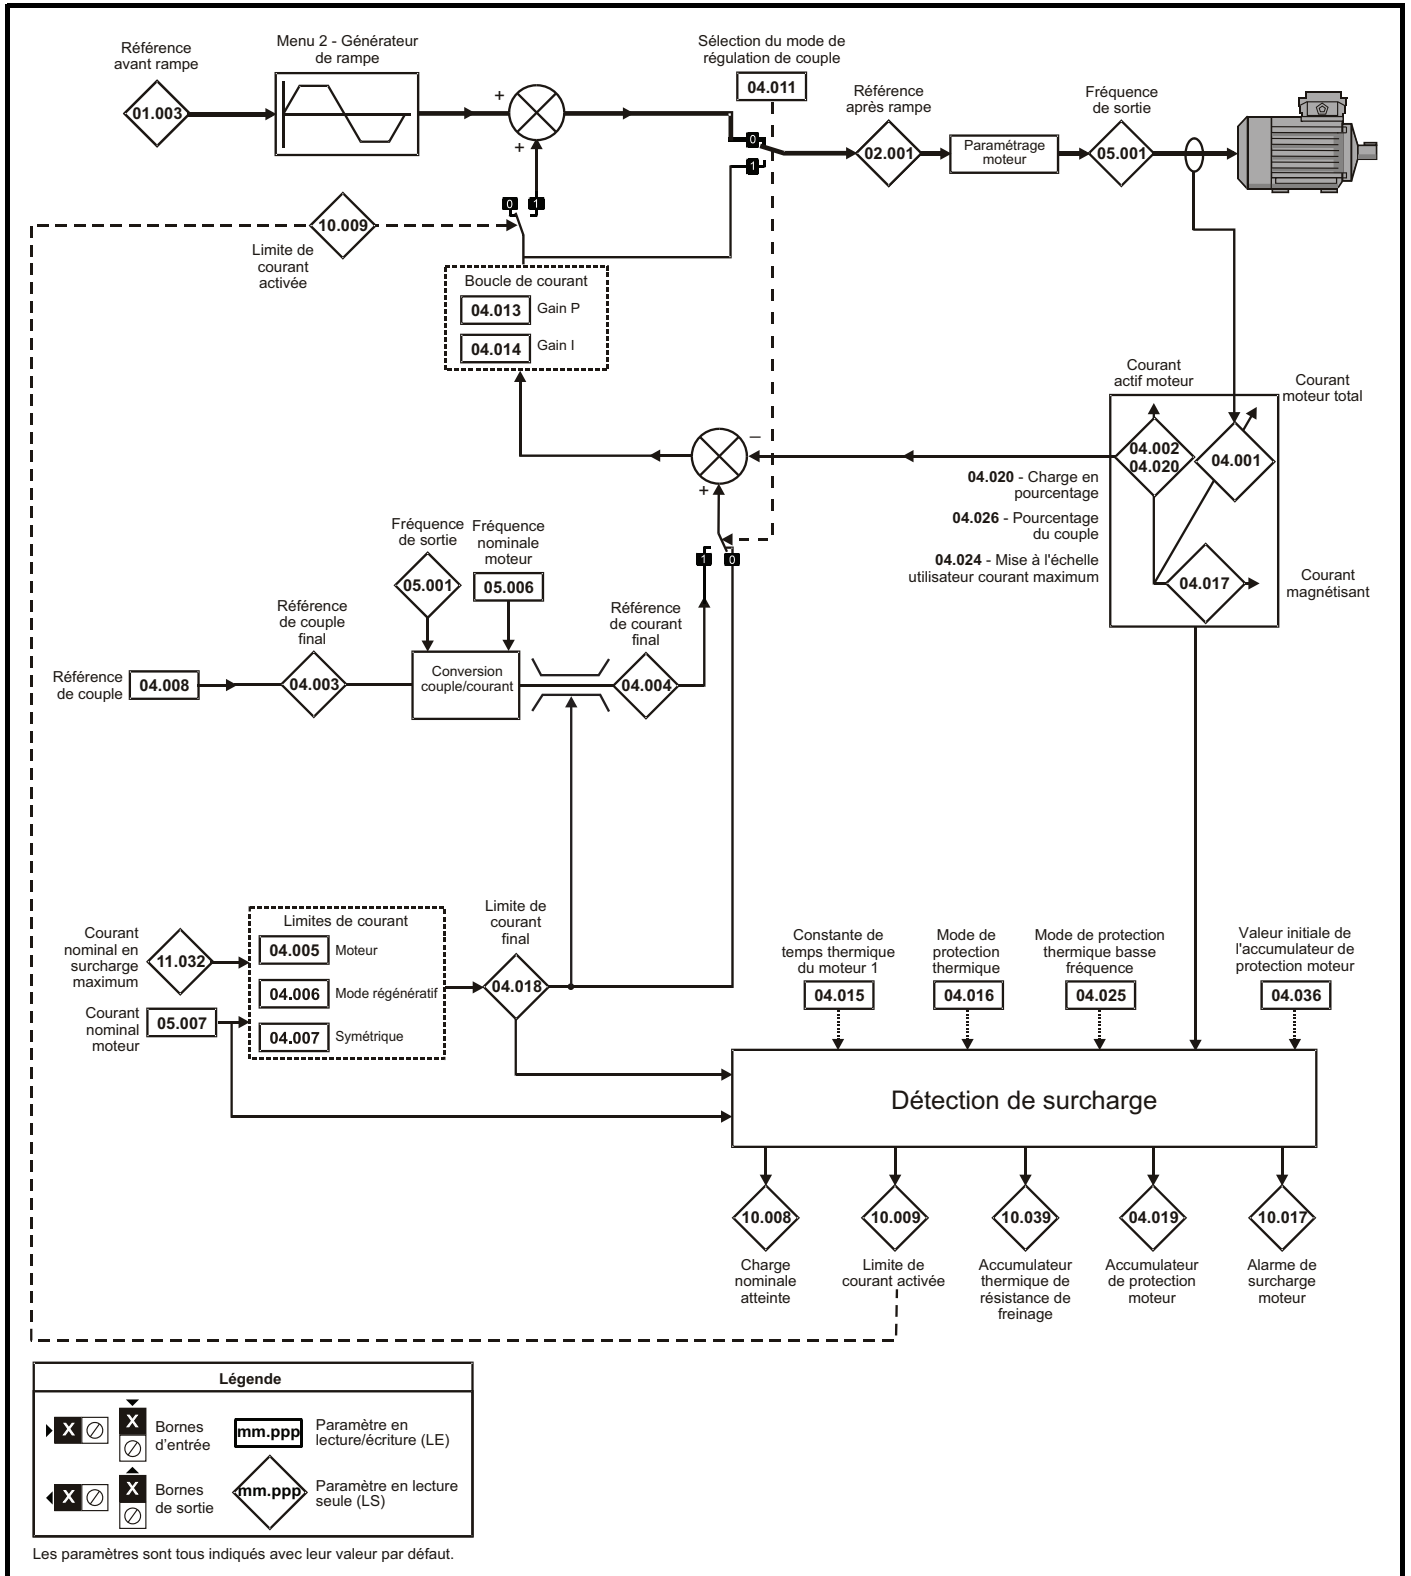 Référence
avant rampe
01.003
Menu 2 - Générateur
de rampe
+
+
Sélection du mode de
régulation de couple
04.011
0
1
Référence
après rampe
02.001
Paramétrage
moteur
Fréquence
de sortie
05.001
0
1
10.009
Limite de
courant
activée
Boucle de courant
04.013
Gain P
04.014
Gain I
Courant
actif moteur
Courant
moteur total
04.002
04.020
04.001
04.017
Courant
magnétisant
–
+
04.020 - Charge en
pourcentage
04.026 - Pourcentage
du couple
04.024 - Mise à l'échelle
utilisateur courant maximum
1
0
Fréquence
de sortie
05.001
Fréquence
nominale
moteur
05.006
Référence
de couple
04.008
Référence
de couple
final
04.003
Conversion
couple/courant
Référence
de courant
final
04.004
Courant
nominal en
surcharge
maximum
11.032
Courant
nominal
moteur
05.007
Limites de courant
04.005
Moteur
04.006
Mode régénératif
04.007
Symétrique
Limite de
courant
final
04.018
Constante de
temps thermique
du moteur 1
04.015
Mode de
protection
thermique
04.016
Mode de protection
thermique basse
fréquence
04.025
Valeur initiale de
l'accumulateur de
protection moteur
04.036
Détection de surcharge
10.008
Charge
nominale
atteinte
10.009
Limite de
courant activée
10.039
Accumulateur
thermique de
résistance de
freinage
04.019
Accumulateur
de protection
moteur
10.017
Alarme de
surcharge
moteur
Légende
X
X
Bornes
d'entrée
mm.ppp
Paramètre en
lecture/écriture (LE)
X
X
Bornes
de sortie
mm.ppp
Paramètre en lecture
seule (LS)
Les paramètres sont tous indiqués avec leur valeur par défaut.